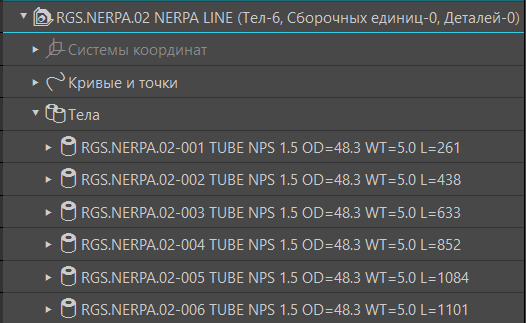 RGS.NERPA.02 NERPA LINE (Тел-6, Сборочных единиц-0, Деталей-0)
Системы координат
Кривые и точки
Тела
RGS.NERPA.02-001 TUBE NPS 1.5 OD=48.3 WT=5.0 L=261
RGS.NERPA.02-002 TUBE NPS 1.5 OD=48.3 WT=5.0 L=438
RGS.NERPA.02-003 TUBE NPS 1.5 OD=48.3 WT=5.0 L=633
RGS.NERPA.02-004 TUBE NPS 1.5 OD=48.3 WT=5.0 L=852
RGS.NERPA.02-005 TUBE NPS 1.5 OD=48.3 WT=5.0 L=1084
RGS.NERPA.02-006 TUBE NPS 1.5 OD=48.3 WT=5.0 L=1101